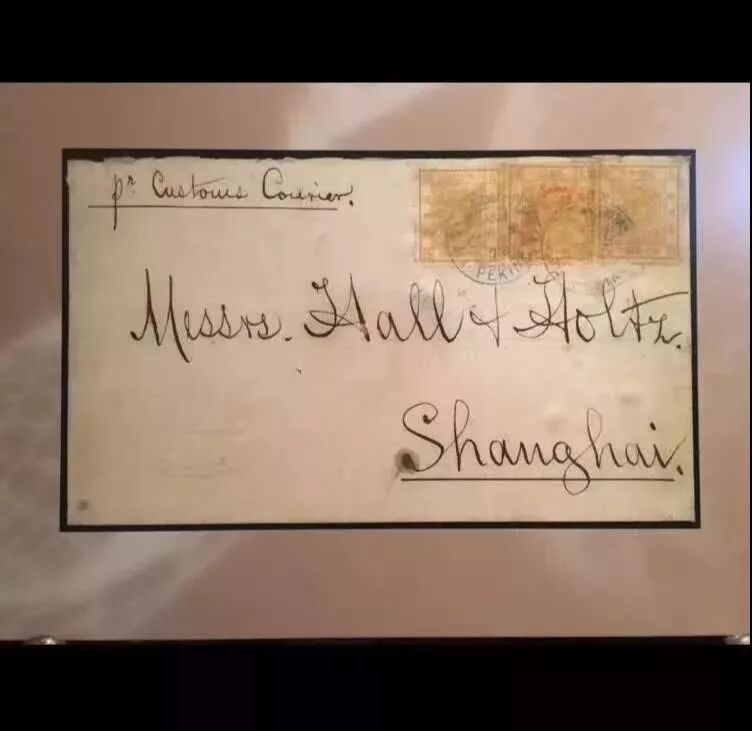 pr Customs Courier.
Messrs. Hall & Holtz.
Shanghai.